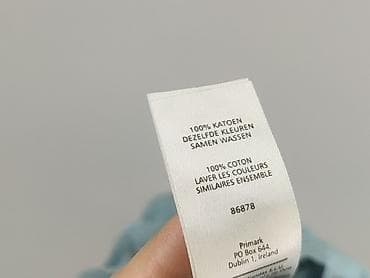 100% KATOEN
DEZELFDE KLEUREN
SAMEN WASSEN
100% COTON
LAVER LES COULEURS
SIMILAIRES ENSEMBLE
86878
Primark
PO Box 644,
Dublin 1, Ireland